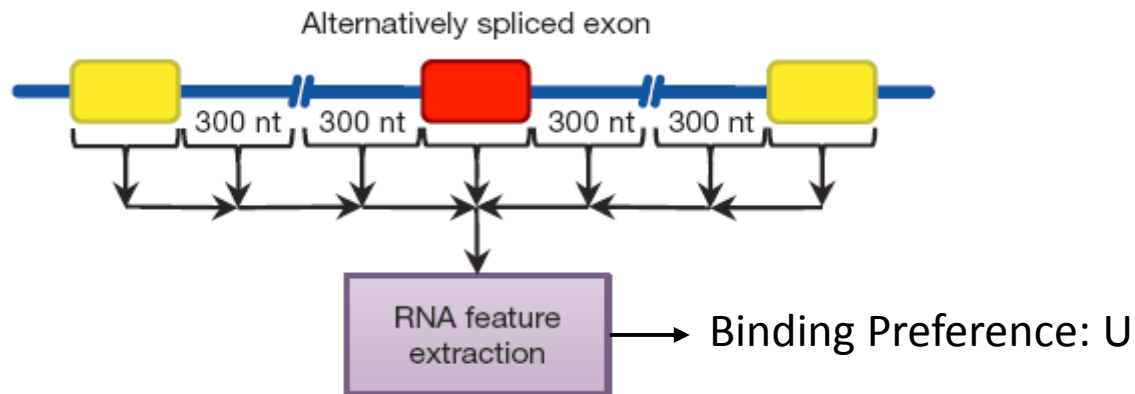 Alternatively spliced exon
300 nt 300 nt 300 nt 300 nt
RNA feature
extraction
Binding Preference: U